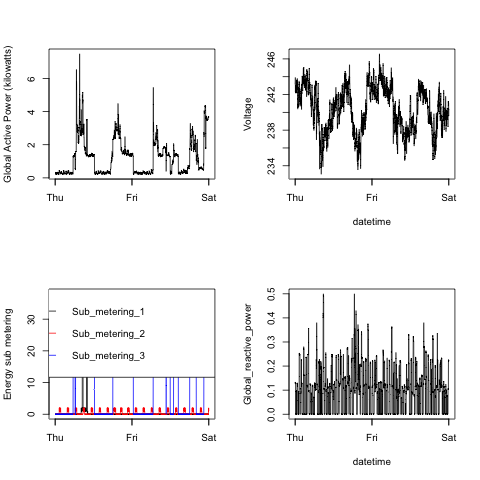 Global Active Power (kilowatts)
0 2 4 6
Thu Fri Sat
Voltage
234 238 242 246
Thu Fri Sat
datetime
Energy sub metering
0 10 20 30
Sub_metering_1
Sub_metering_2
Sub_metering_3
Thu Fri Sat
Global_reactive_power
0.0 0.1 0.2 0.3 0.4 0.5
Thu Fri Sat
datetime